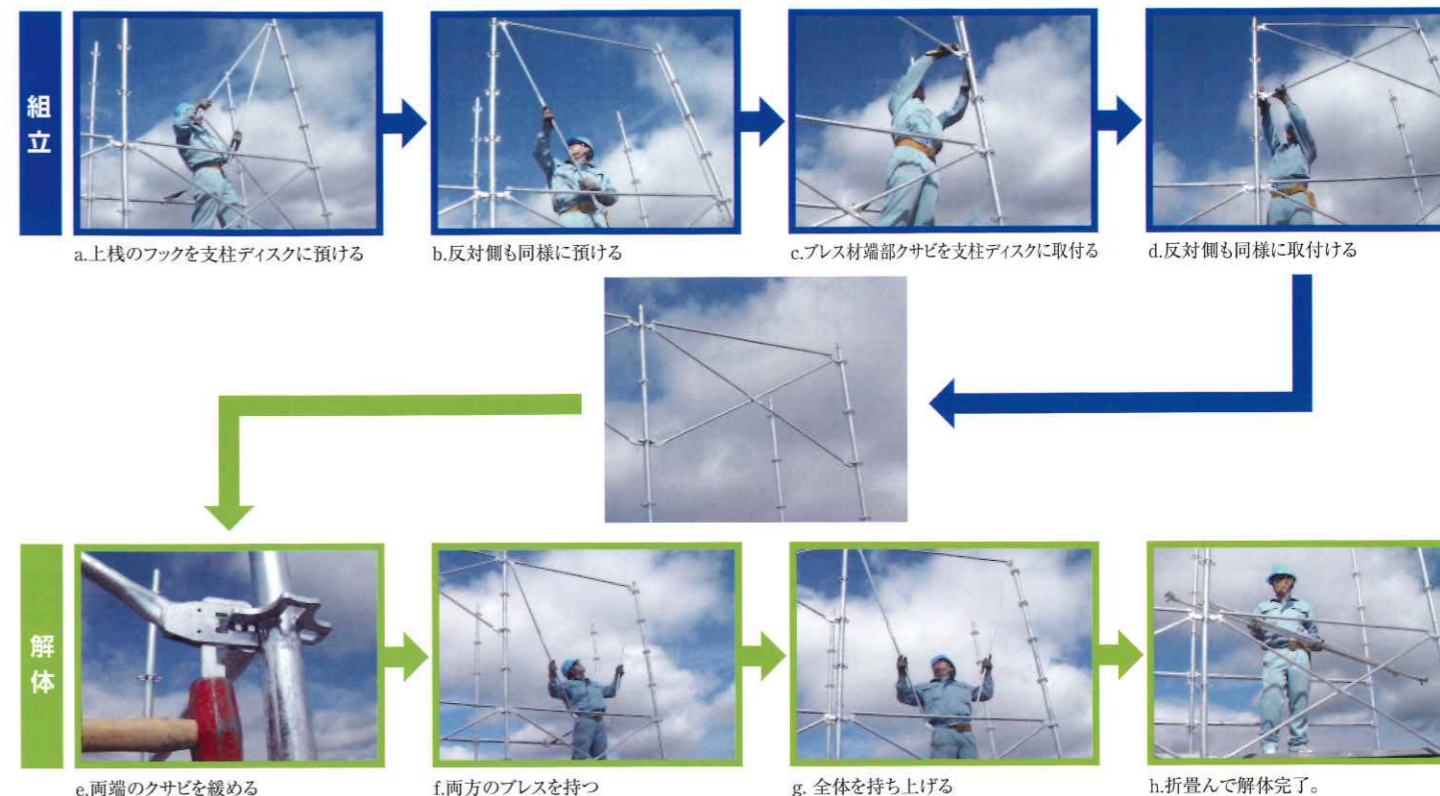 組立
a.上桟のフックを支柱ディスクに預ける
b.反対側も同様に預ける
c.ブレス材端部クサビを支柱ディスクに取付る
d.反対側も同様に取付ける
解体
e.両端のクサビを緩める
f.両方のブレスを持つ
g. 全体を持ち上げる
h.折畳んで解体完了。